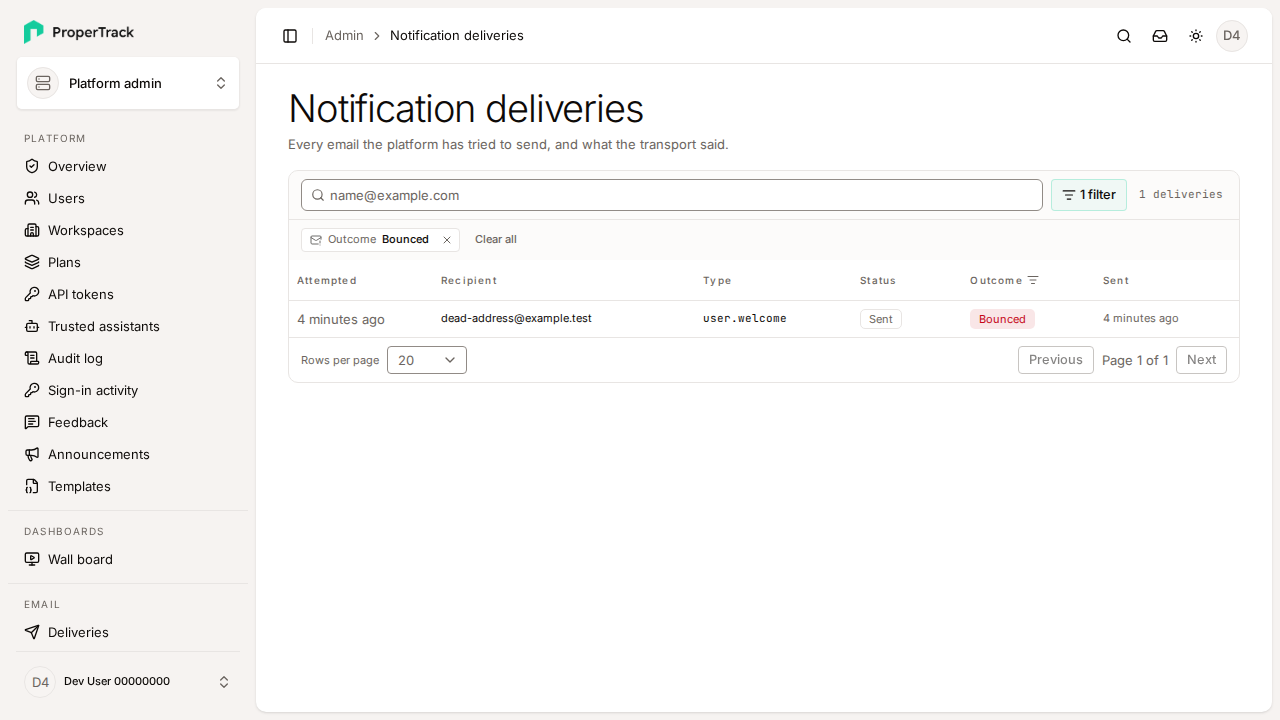 ProperTrack
Platform admin
PLATFORM
Overview
Users
Workspaces
Plans
API tokens
Trusted assistants
Audit log
Sign-in activity
Feedback
Announcements
Templates
DASHBOARDS
Wall board
EMAIL
Deliveries
D4 Dev User 00000000
Admin > Notification deliveries
D4
Notification deliveries
Every email the platform has tried to send, and what the transport said.
name@example.com
1 filter
1 deliveries
Outcome Bounced
Clear all
Attempted Recipient Type Status Outcome Sent
4 minutes ago dead-address@example.test user.welcome Sent Bounced 4 minutes ago
Rows per page 20
Previous Page 1 of 1 Next